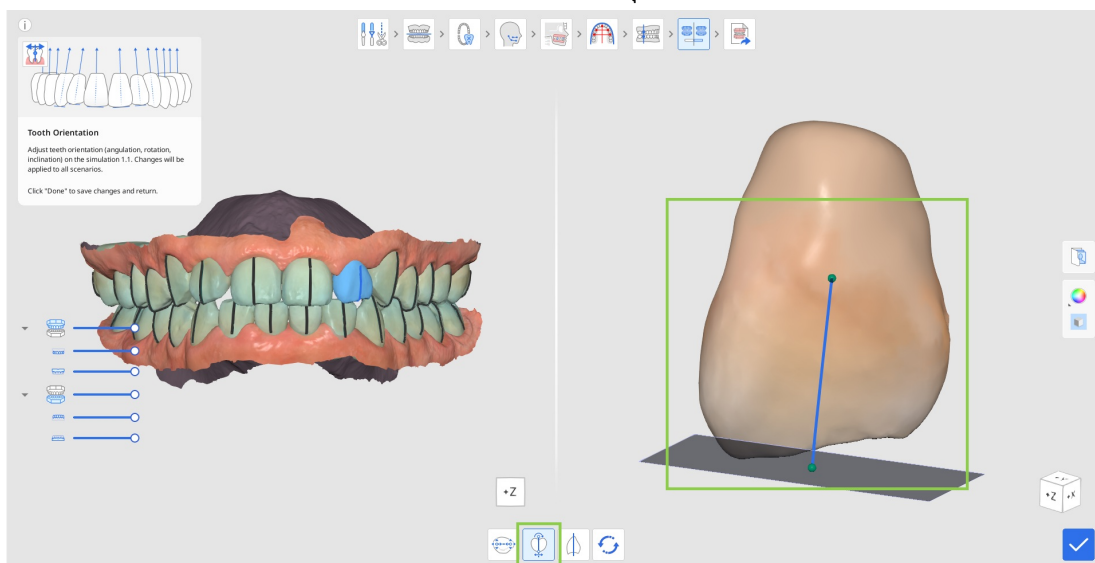 Tooth Orientation
Adjust teeth orientation (angulation, rotation,
inclination) on the simulation 1.1. Changes will be
applied to all scenarios.
Click "Done" to save changes and return.
+Z
+Z +X